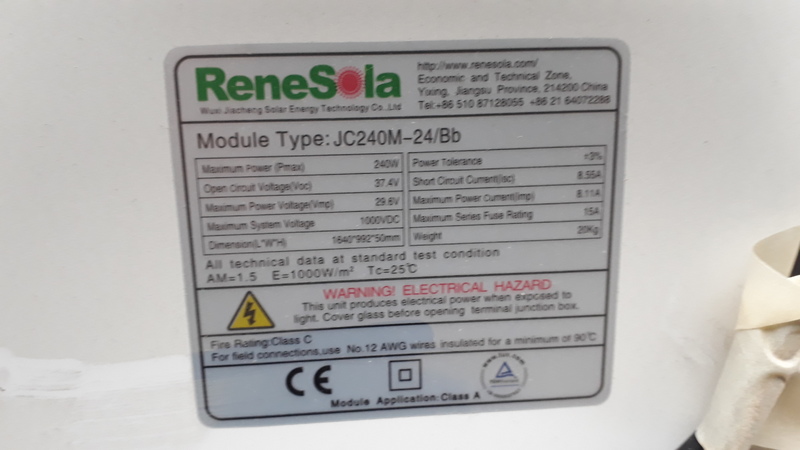 ReneSola
Wuxi Jiacheng Solar Energy Technology Co.,Ltd
http://www.renesola.com/
Economic and Technical Zone,
Yixing, Jiangsu Province, 214200 China
Tel:+86 510 87128055 +86 21 64072288
Module Type:JC240M-24/Bb
Maximum Power (Pmax) 240W
Open Circuit Voltage(Voc) 37.4V
Maximum Power Voltage(Vmp) 29.6V
Maximum System Voltage 1000VDC
Dimension(L*W*H) 1640*992*50mm
Power Tolerance ±3%
Short Circuit Current(Isc) 8.55A
Maximum Power Current(Imp) 8.11A
Maximum Series Fuse Rating 15A
Weight 20Kg
All technical data at standard test condition
AM=1.5 E=1000W/m² Tc=25℃
WARNING! ELECTRICAL HAZARD
This unit produces electrical power when exposed to
light. Cover glass before opening terminal junction box.
Fire Rating:Class C
For field connections,use No.12 AWG wires insulated for a minimum of 90℃
CE
Module Application:Class A